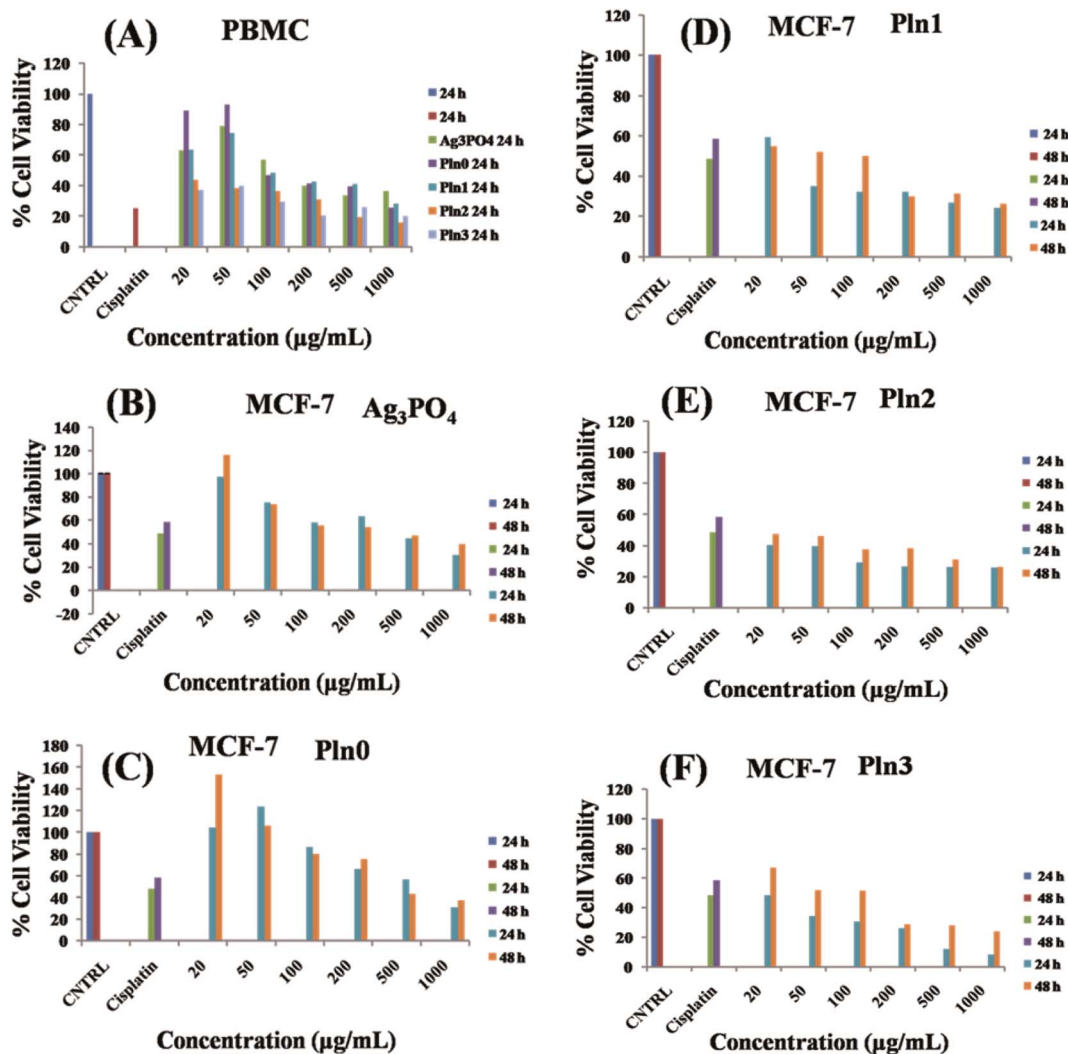 (A) PBMC
% Cell Viability
120
100
80
60
40
20
0
CNTRL
Cisplatin
20
50
100
200
500
1000
Concentration (µg/mL)
24 h
24 h
Ag3PO4 24 h
Pln0 24 h
Pln1 24 h
Pln2 24 h
Pln3 24 h
(B) MCF-7 Ag₃PO₄
% Cell Viability
140
120
100
80
60
40
20
0
-20
CNTRL
Cisplatin
20
50
100
200
500
1000
Concentration (µg/mL)
24 h
48 h
24 h
48 h
24 h
48 h
(C) MCF-7 Pln0
% Cell Viability
180
160
140
120
100
80
60
40
20
0
CNTRL
Cisplatin
20
50
100
200
500
1000
Concentration (µg/mL)
24 h
48 h
24 h
48 h
24 h
48 h
(D) MCF-7 Pln1
% Cell Viability
120
100
80
60
40
20
0
CNTRL
Cisplatin
20
50
100
200
500
1000
Concentration (µg/mL)
24 h
48 h
24 h
48 h
24 h
48 h
(E) MCF-7 Pln2
% Cell Viability
120
100
80
60
40
20
0
CNTRL
Cisplatin
20
50
100
200
500
1000
Concentration (µg/mL)
24 h
48 h
24 h
48 h
24 h
48 h
(F) MCF-7 Pln3
% Cell Viability
120
100
80
60
40
20
0
CNTRL
Cisplatin
20
50
100
200
500
1000
Concentration (µg/mL)
24 h
48 h
24 h
48 h
24 h
48 h